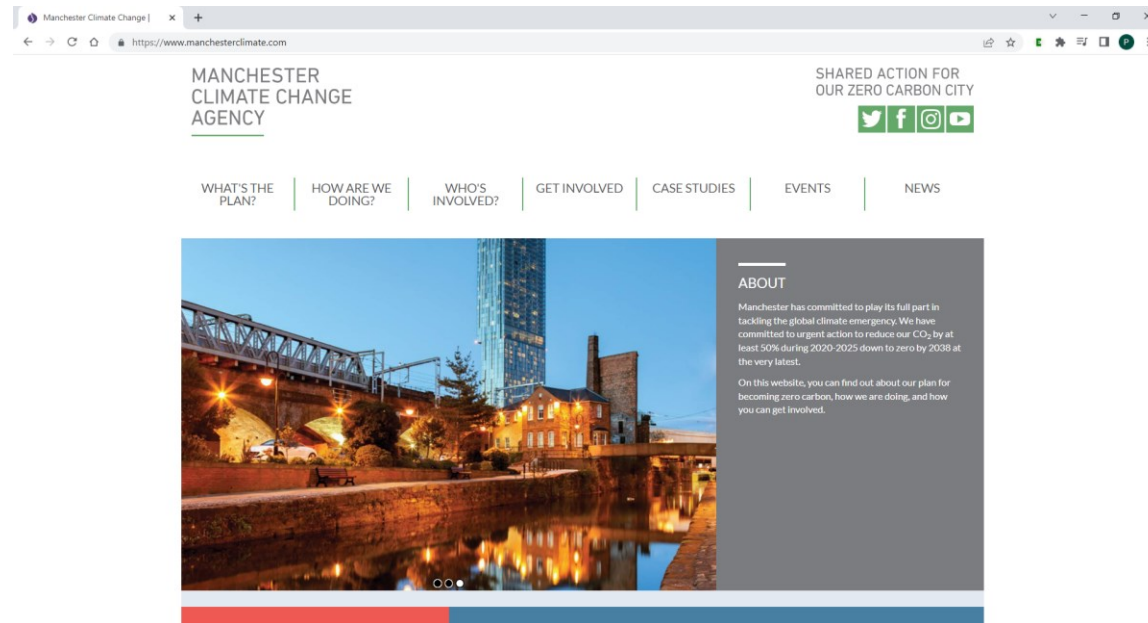 Manchester Climate Change |
https://www.manchesterclimate.com
P
MANCHESTER
CLIMATE CHANGE
AGENCY
SHARED ACTION FOR
OUR ZERO CARBON CITY
WHAT'S THE
PLAN?
HOW ARE WE
DOING?
WHO'S
INVOLVED?
GET INVOLVED
CASE STUDIES
EVENTS
NEWS
ABOUT
Manchester has committed to play its full part in
tackling the global climate emergency. We have
committed to urgent action to reduce our CO₂ by at
least 50% during 2020-2025 down to zero by 2038 at
the very latest.
On this website, you can find out about our plan for
becoming zero carbon, how we are doing, and how
you can get involved.